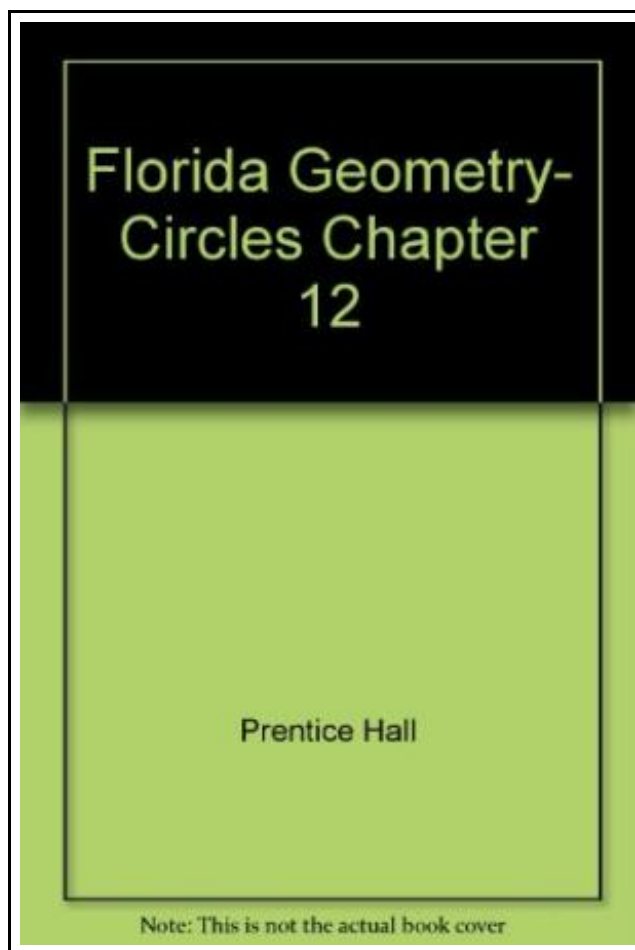 Florida Geometry-
Circles Chapter
12
Prentice Hall
Note: This is not the actual book cover